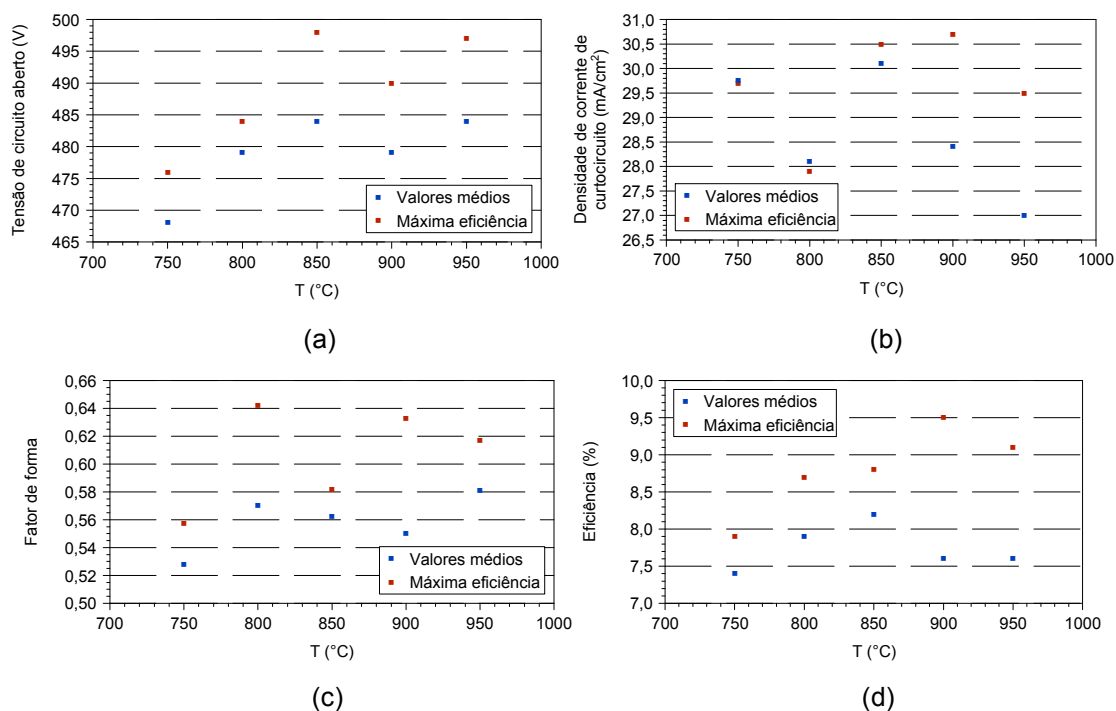 Tensão de circuito aberto (V)
500
495
490
485
480
475
470
465
700
750
800
850
900
950
1000
T (°C)
Valores médios
Máxima eficiência
(a)
Densidade de corrente de
curtocircuito (mA/cm²)
31,0
30,5
30,0
29,5
29,0
28,5
28,0
27,5
27,0
26,5
700
750
800
850
900
950
1000
T (°C)
Valores médios
Máxima eficiência
(b)
Fator de forma
0,66
0,64
0,62
0,60
0,58
0,56
0,54
0,52
0,50
700
750
800
850
900
950
1000
T (°C)
Valores médios
Máxima eficiência
(c)
Eficiência (%)
10,0
9,5
9,0
8,5
8,0
7,5
7,0
700
750
800
850
900
950
1000
T (°C)
Valores médios
Máxima eficiência
(d)